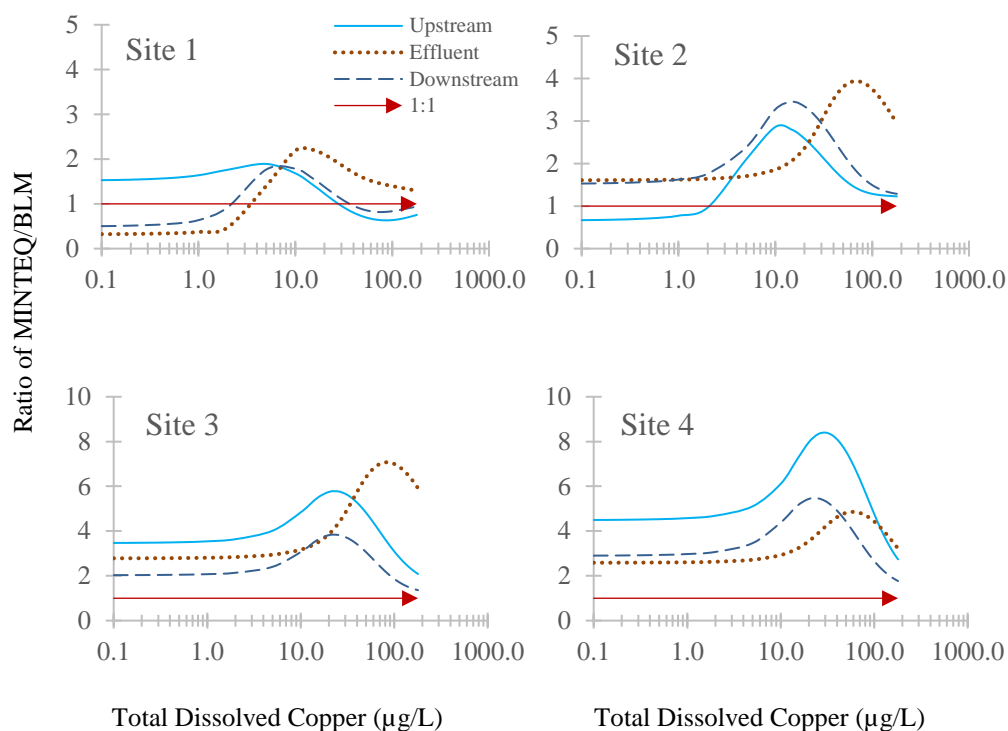 Ratio of MINTEQ/BLM
Site 1
5
4
3
2
1
0
0.1 1.0 10.0 100.0 1000.0
Upstream
Effluent
Downstream
1:1
Site 2
5
4
3
2
1
0
0.1 1.0 10.0 100.0 1000.0
Site 3
10
8
6
4
2
0
0.1 1.0 10.0 100.0 1000.0
Total Dissolved Copper (µg/L)
Site 4
10
8
6
4
2
0
0.1 1.0 10.0 100.0 1000.0
Total Dissolved Copper (µg/L)